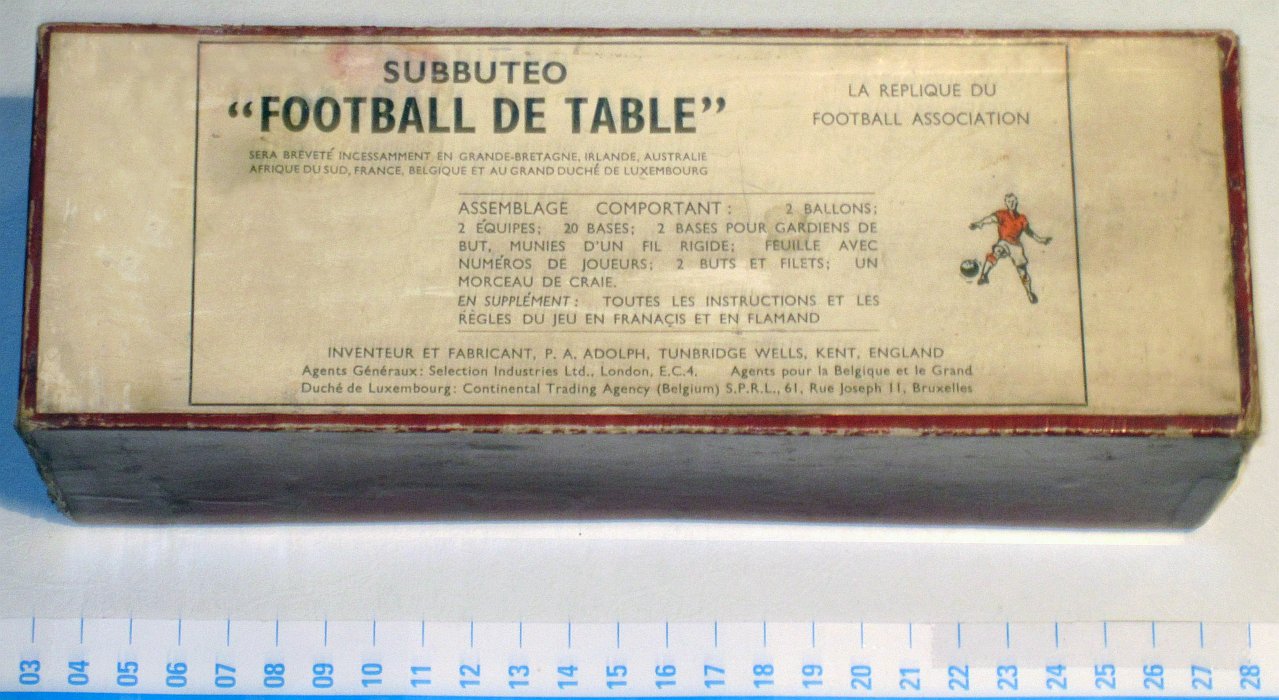 SUBBUTEO
“FOOTBALL DE TABLE”
LA REPLIQUE DU
FOOTBALL ASSOCIATION
SERA BREVETÉ INCESSAMMENT EN GRANDE-BRETAGNE, IRLANDE, AUSTRALIE
AFRIQUE DU SUD, FRANCE, BELGIQUE ET AU GRAND DUCHÉ DE LUXEMBOURG
ASSEMBLAGE COMPORTANT: 2 BALLONS;
2 ÉQUIPES; 20 BASES; 2 BASES POUR GARDIENS DE
BUT, MUNIES D'UN FIL RIGIDE; FEUILLE AVEC
NUMÉROS DE JOUEURS; 2 BUTS ET FILETS; UN
MORCEAU DE CRAIE.
EN SUPPLÉMENT: TOUTES LES INSTRUCTIONS ET LES
RÈGLES DU JEU EN FRANAÇIS ET EN FLAMAND
INVENTEUR ET FABRICANT, P. A. ADOLPH, TUNBRIDGE WELLS, KENT, ENGLAND
Agents Généraux: Selection Industries Ltd., London, E.C.4. Agents pour la Belgique et le Grand
Duché de Luxembourg: Continental Trading Agency (Belgium) S.P.R.L., 61, Rue Joseph II, Bruxelles
03 04 05 06 07 08 09 10 11 12 13 14 15 16 17 18 19 20 21 22 23 24 25 26 27 28